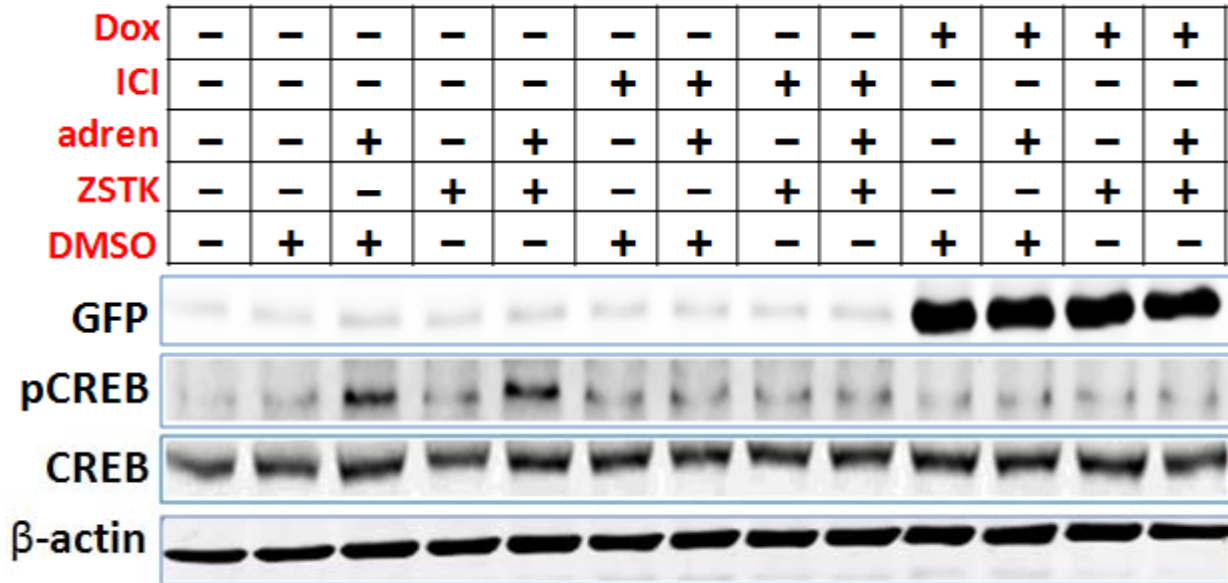 Dox − − − − − − − − − + + + +
ICI − − − − − + + + + − − − −
adren − − + − + − + − + − + − +
ZSTK − − − + + − − + + − − + +
DMSO − + + − − + + − − + + − −
GFP
pCREB
CREB
β-actin